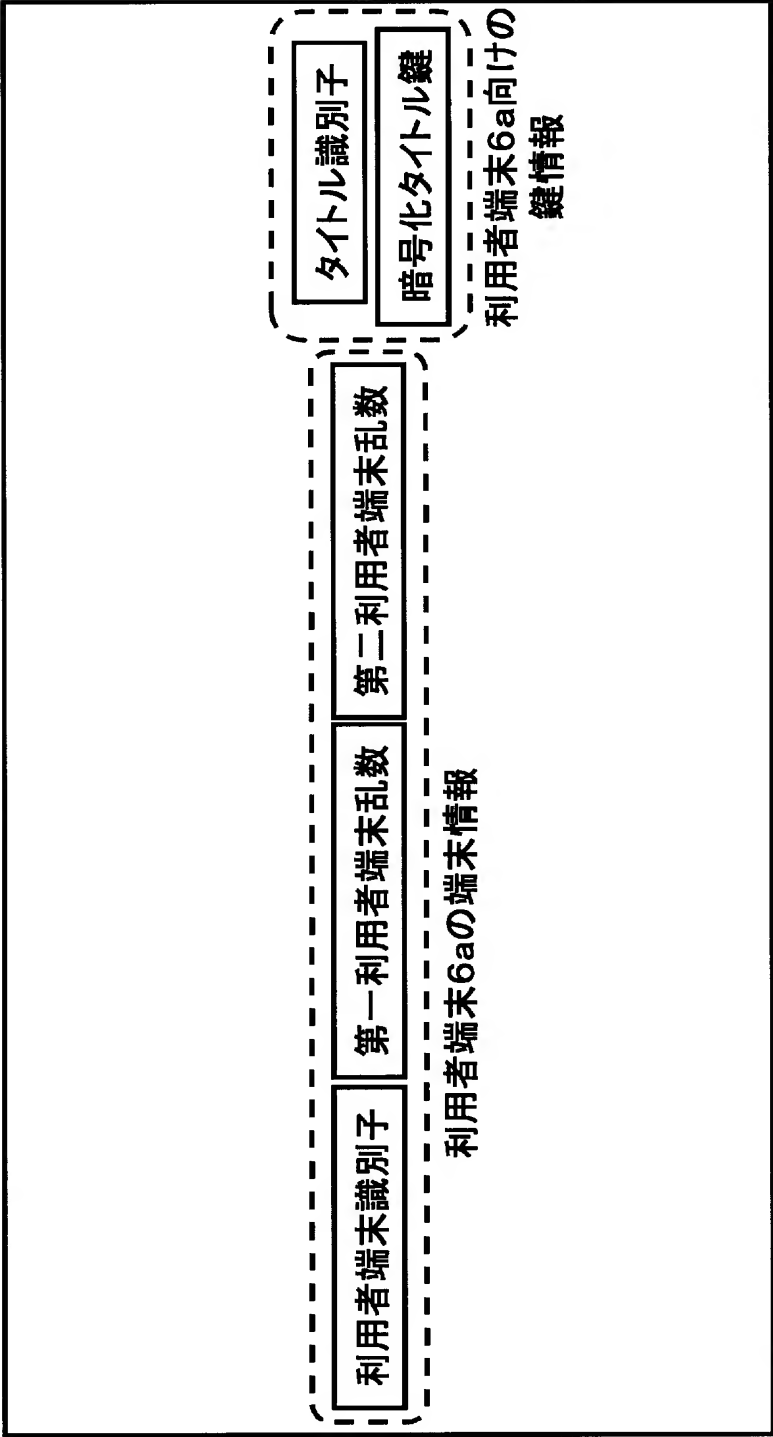 利用者端末識別子
第一利用者端末乱数
第二利用者端末乱数
利用者端末6aの端末情報
タイトル識別子
暗号化タイトル鍵
利用者端末6a向けの
鍵情報